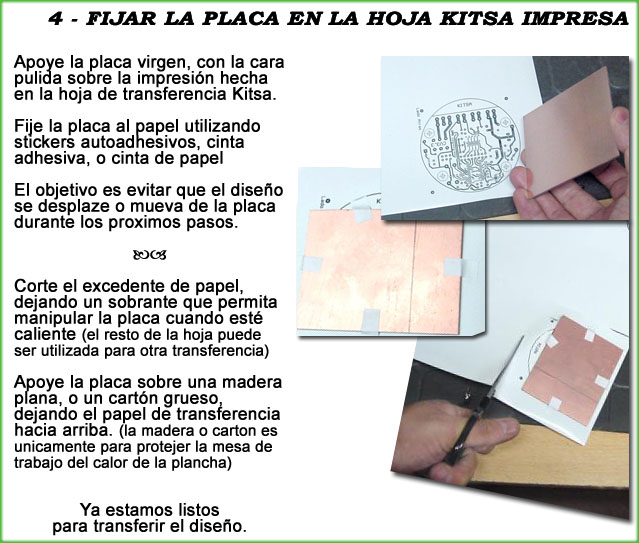 4 - FIJAR LA PLACA EN LA HOJA KITSA IMPRESA
Apoye la placa virgen, con la cara
pulida sobre la impresión hecha
en la hoja de transferencia Kitsa.
Fije la placa al papel utilizando
stickers autoadhesivos, cinta
adhesiva, o cinta de papel
El objetivo es evitar que el diseño
se desplaze o mueva de la placa
durante los proximos pasos.
Corte el excedente de papel,
dejando un sobrante que permita
manipular la placa cuando esté
caliente (el resto de la hoja puede
ser utilizada para otra transferencia)
Apoye la placa sobre una madera
plana, o un cartón grueso,
dejando el papel de transferencia
hacia arriba. (la madera o carton es
unicamente para protejer la mesa de
trabajo del calor de la plancha)
Ya estamos listos
para transferir el diseño.
KITSA